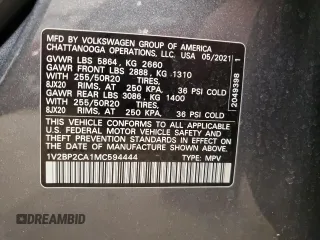 MFD. BY VOLKSWAGEN GROUP OF AMERICA
CHATTANOOGA OPERATIONS, LLC. USA 05/2021
GVWR LBS 5864, KG 2660
GAWR FRONT LBS 2888, KG 1310
WITH 255/50R20 TIRES,
8JX20 RIMS AT 250 KPA. 36 PSI COLD
GAWR REAR LBS 3086, KG 1400
WITH 255/50R20 TIRES,
8JX20 RIMS AT 250 KPA. 36 PSI COLD
THIS VEHICLE CONFORMS TO ALL APPLICABLE
U.S. FEDERAL MOTOR VEHICLE SAFETY AND
THEFT PREVENTION STANDARDS IN EFFECT ON
THE DATE OF MANUFACTURE SHOWN ABOVE.
1V2BP2CA1MC594444 TYPE: MPV
2049398 1
DREAMBID